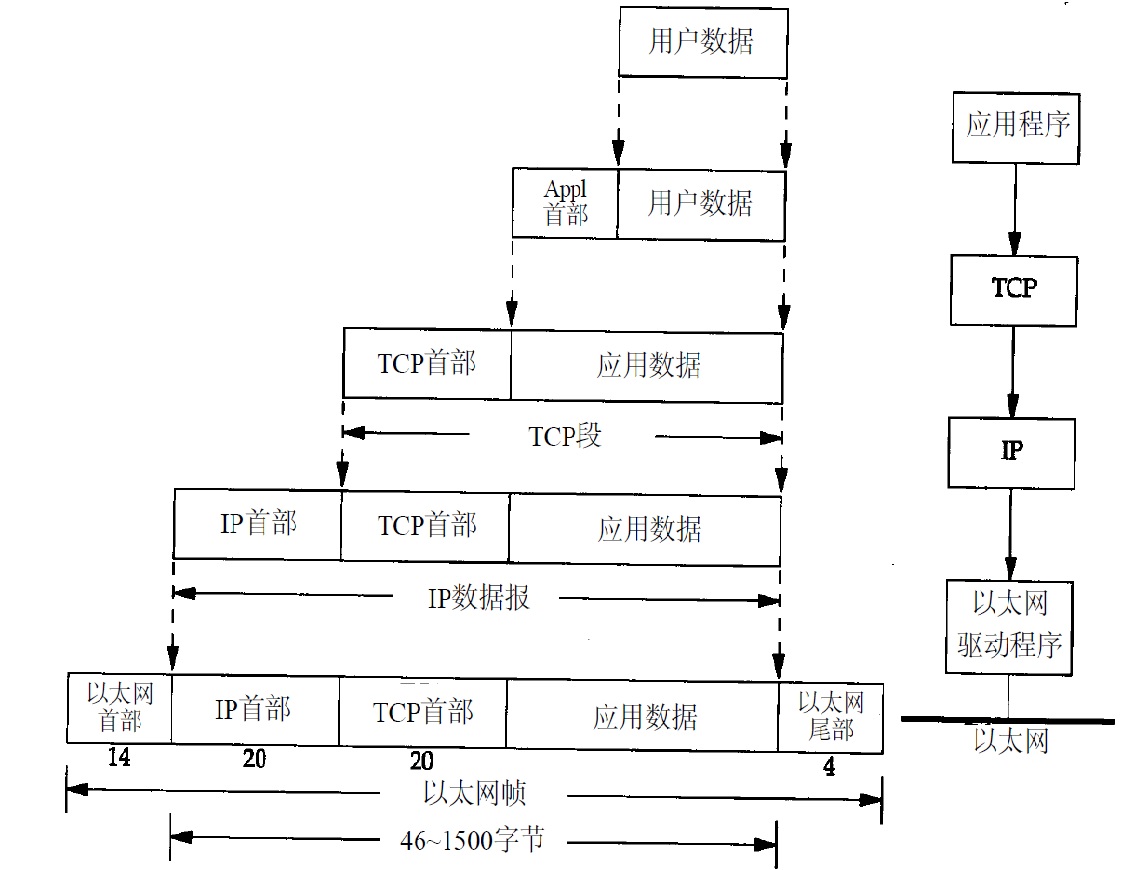 用户数据
应用程序
Appl
首部
用户数据
TCP
TCP首部
应用数据
TCP段
IP
IP首部
TCP首部
应用数据
IP数据报
以太网
驱动程序
以太网
首部
IP首部
TCP首部
应用数据
以太网
尾部
以太网
14
20
20
4
以太网帧
46~1500字节